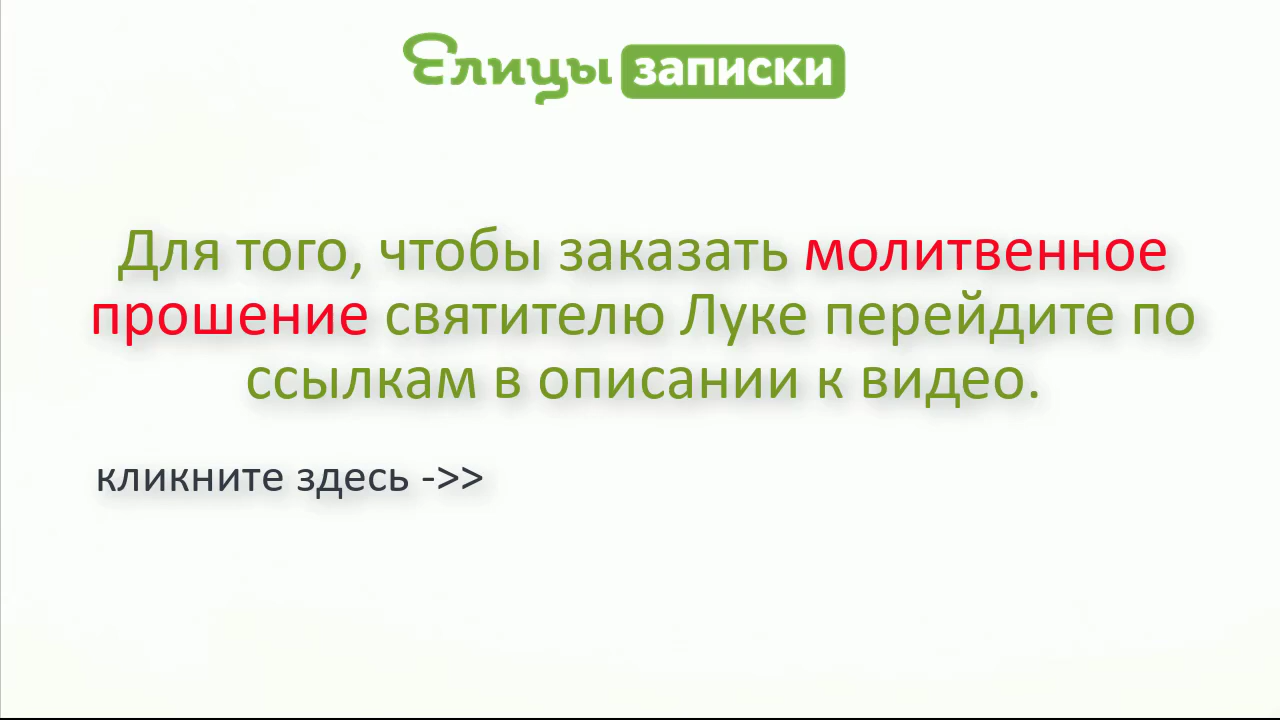 Елицы записки
Для того, чтобы заказать молитвенное
прошение святителю Луке перейдите по
ссылкам в описании к видео.
кликните здесь ->>